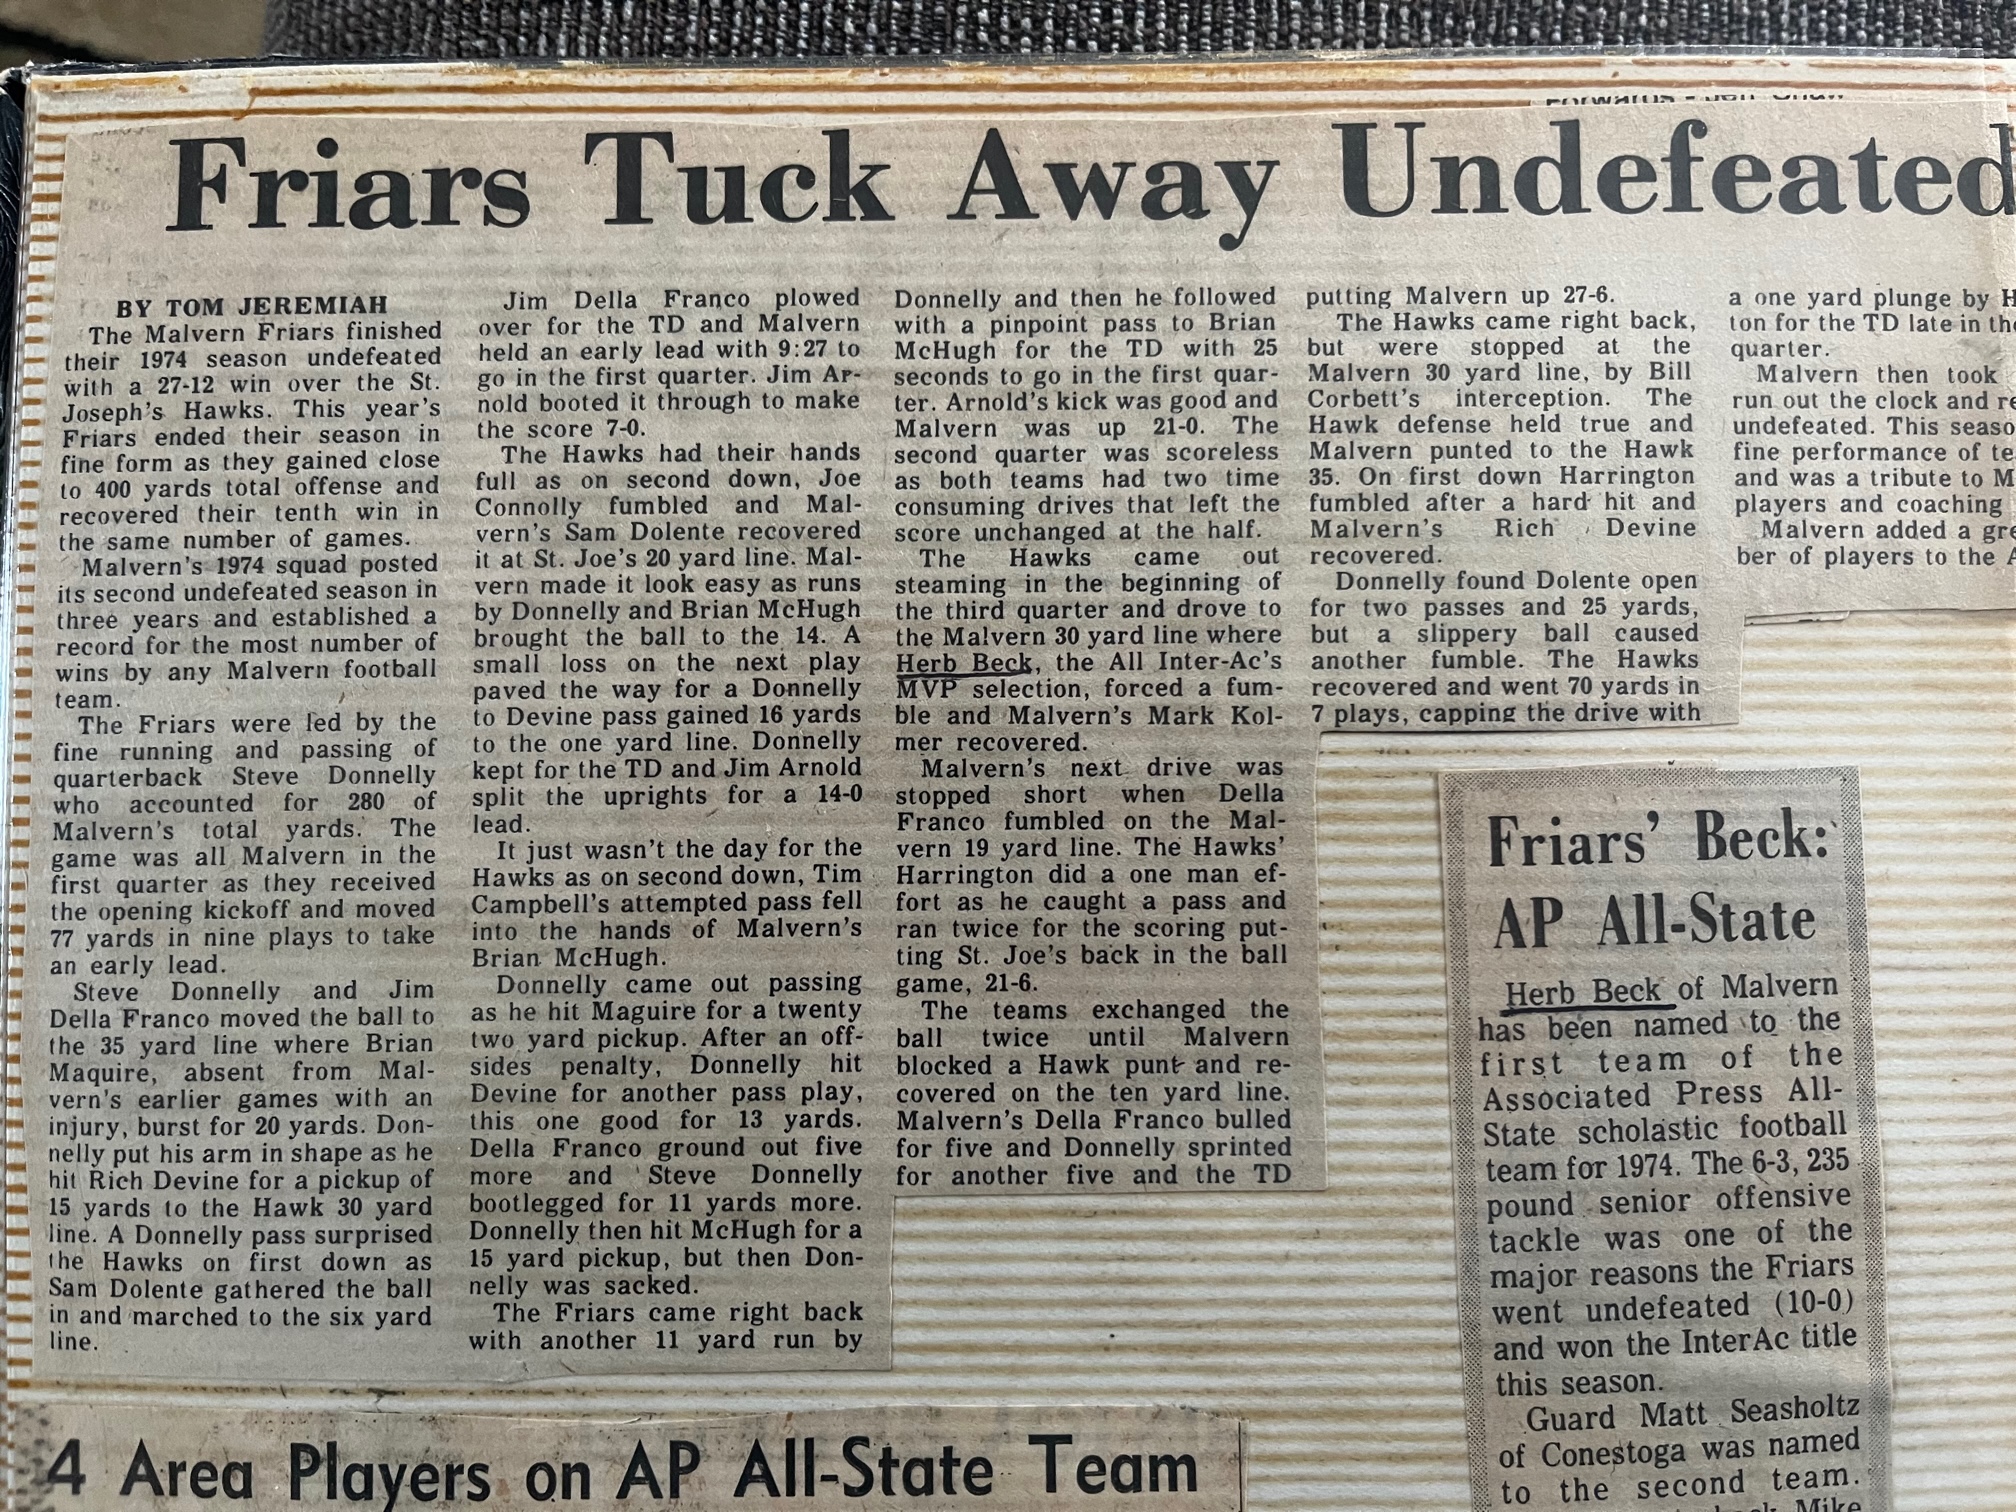 Friars Tuck Away Undefeated
BY TOM JEREMIAH
The Malvern Friars finished
their 1974 season undefeated
with a 27-12 win over the St.
Joseph's Hawks. This year's
Friars ended their season in
fine form as they gained close
to 400 yards total offense and
recovered their tenth win in
the same number of games.
Malvern's 1974 squad posted
its second undefeated season in
three years and established a
record for the most number of
wins by any Malvern football
team.
The Friars were led by the
fine running and passing of
quarterback Steve Donnelly
who accounted for 280 of
Malvern's total yards. The
game was all Malvern in the
first quarter as they received
the opening kickoff and moved
77 yards in nine plays to take
an early lead.
Steve Donnelly and Jim
Della Franco moved the ball to
the 35 yard line where Brian
Maquire, absent from Mal-
vern's earlier games with an
injury, burst for 20 yards. Don-
nelly put his arm in shape as he
hit Rich Devine for a pickup of
15 yards to the Hawk 30 yard
line. A Donnelly pass surprised
the Hawks on first down as
Sam Dolente gathered the ball
in and marched to the six yard
line.
Jim Della Franco plowed
over for the TD and Malvern
held an early lead with 9:27 to
go in the first quarter. Jim Ar-
nold booted it through to make
the score 7-0.
The Hawks had their hands
full as on second down, Joe
Connolly fumbled and Mal-
vern's Sam Dolente recovered
it at St. Joe's 20 yard line. Mal-
vern made it look easy as runs
by Donnelly and Brian McHugh
brought the ball to the 14. A
small loss on the next play
paved the way for a Donnelly
to Devine pass gained 16 yards
to the one yard line. Donnelly
kept for the TD and Jim Arnold
split the uprights for a 14-0
lead.
It just wasn't the day for the
Hawks as on second down, Tim
Campbell's attempted pass fell
into the hands of Malvern's
Brian McHugh.
Donnelly came out passing
as he hit Maguire for a twenty
two yard pickup. After an off-
sides penalty, Donnelly hit
Devine for another pass play,
this one good for 13 yards.
Della Franco ground out five
more and Steve Donnelly
bootlegged for 11 yards more.
Donnelly then hit McHugh for a
15 yard pickup, but then Don-
nelly was sacked.
The Friars came right back
with another 11 yard run by
Donnelly and then he followed
with a pinpoint pass to Brian
McHugh for the TD with 25
seconds to go in the first quar-
ter. Arnold's kick was good and
Malvern was up 21-0. The
second quarter was scoreless
as both teams had two time
consuming drives that left the
score unchanged at the half.
The Hawks came out
steaming in the beginning of
the third quarter and drove to
the Malvern 30 yard line where
Herb Beck, the All Inter-Ac's
MVP selection, forced a fum-
ble and Malvern's Mark Kol-
mer recovered.
Malvern's next drive was
stopped short when Della
Franco fumbled on the Mal-
vern 19 yard line. The Hawks'
Harrington did a one man ef-
fort as he caught a pass and
ran twice for the scoring put-
ting St. Joe's back in the ball
game, 21-6.
The teams exchanged the
ball twice until Malvern
blocked a Hawk punt and re-
covered on the ten yard line.
Malvern's Della Franco bulled
for five and Donnelly sprinted
for another five and the TD
putting Malvern up 27-6.
The Hawks came right back,
but were stopped at the
Malvern 30 yard line, by Bill
Corbett's interception. The
Hawk defense held true and
Malvern punted to the Hawk
35. On first down Harrington
fumbled after a hard hit and
Malvern's Rich Devine
recovered.
Donnelly found Dolente open
for two passes and 25 yards,
but a slippery ball caused
another fumble. The Hawks
recovered and went 70 yards in
7 plays, capping the drive with
a one yard plunge by
ton for the TD late in the
quarter.
Malvern then took
run out the clock and
undefeated. This
fine performance of
and was a tribute to
players and coaching
Malvern added a
ber of players to the
Friars' Beck:
AP All-State
Herb Beck of Malvern
has been named to the
first team of the
Associated Press All-
State scholastic football
team for 1974. The 6-3, 235
pound senior offensive
tackle was one of the
major reasons the Friars
went undefeated (10-0)
and won the InterAc title
this season.
Guard Matt Seasholtz
of Conestoga was named
to the second team.
Mike
4 Area Players on AP All-State Team